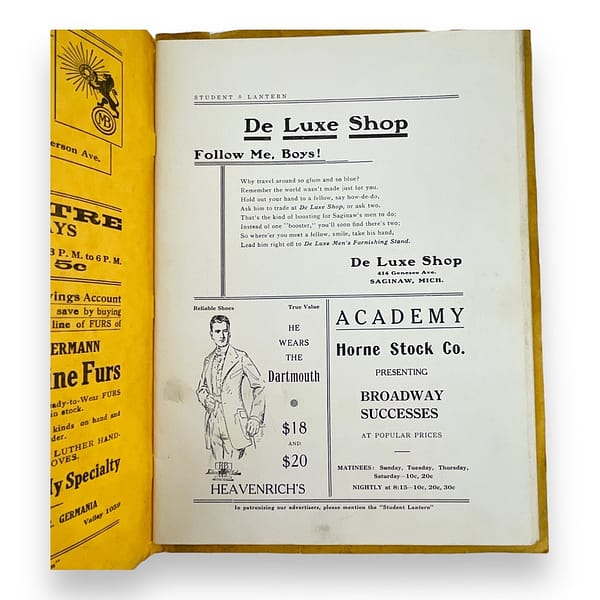 MB
erson Ave.
TRE
AYS
3 P. M. to 6 P. M.
5c
vings Account
save by buying
line of FURS of
ERMANN
ine Furs
eady-to-Wear FURS
in stock.
kinds on hand and
der.
LUTHER HAND-
OVES.
y Specialty
GERMANIA
Valley 1059
STUDENT LANTERN
De Luxe Shop
Follow Me, Boys!
Why travel around so glum and so blue?
Remember the world wasn't made just for you.
Hold out your hand to a fellow, say how-de-do,
Ask him to trade at De Luxe Shop, or ask two.
That's the kind of boosting for Saginaw's men to do;
Instead of one "booster," you'll soon find there's two;
So where'er you meet a fellow, smile, take his hand,
Lead him right off to De Luxe Men's Furnishing Stand.
De Luxe Shop
414 Genesee Ave.
SAGINAW, MICH.
Reliable Shoes
True Value
HE
WEARS
THE
Dartmouth
$18
AND
$20
HEAVENRICH'S
ACADEMY
Horne Stock Co.
PRESENTING
BROADWAY
SUCCESSES
AT POPULAR PRICES
MATINEES: Sunday, Tuesday, Thursday,
Saturday—10c, 20c
NIGHTLY at 8:15—10c, 20c, 30c
In patronizing our advertisers, please mention the "Student Lantern"